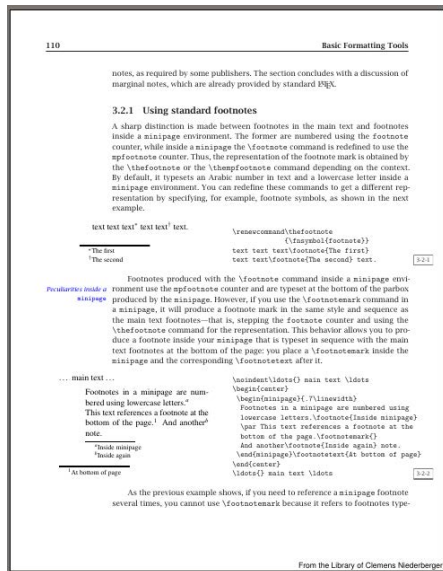 110
Basic Formatting Tools
notes, as required by some publishers. The section concludes with a discussion of
marginal notes, which are already provided by standard LATEX.
3.2.1 Using standard footnotes
A sharp distinction is made between footnotes in the main text and footnotes
inside a minipage environment. The former are numbered using the footnote
counter, while inside a minipage the \footnote command is redefined to use the
mpfootnote counter. Thus, the representation of the footnote mark is obtained by
the \thefootnote or the \thempfootnote command depending on the context.
By default, it typesets an Arabic number in text and a lowercase letter inside a
minipage environment. You can redefine these commands to get a different rep-
resentation by specifying, for example, footnote symbols, as shown in the next
example.
text text text* text text† text.
*The first
†The second
\renewcommand\thefootnote
{\fnsymbol{footnote}}
text text text\footnote{The first}
text text\footnote{The second} text.
3-2-1
Footnotes produced with the \footnote command inside a minipage envi-
Peculiarities inside a
minipage
ronment use the mpfootnote counter and are typeset at the bottom of the parbox
produced by the minipage. However, if you use the \footnotemark command in
a minipage, it will produce a footnote mark in the same style and sequence as
the main text footnotes—that is, stepping the footnote counter and using the
\thefootnote command for the representation. This behavior allows you to pro-
duce a footnote inside your minipage that is typeset in sequence with the main
text footnotes at the bottom of the page: you place a \footnotemark inside the
minipage and the corresponding \footnotetext after it.
... main text ...
Footnotes in a minipage are num-
bered using lowercase letters.a
This text references a footnote at the
bottom of the page.1 And anotherb
note.
aInside minipage
bInside again
1At bottom of page
\noindent\ldots{} main text \ldots
\begin{center}
\begin{minipage}{.7\linewidth}
Footnotes in a minipage are numbered using
lowercase letters.\footnote{Inside minipage}
\par This text references a footnote at the
bottom of the page.\footnotemark{}
And another\footnote{Inside again} note.
\end{minipage}\footnotetext{At bottom of page}
\end{center}
\ldots{} main text \ldots
3-2-2
As the previous example shows, if you need to reference a minipage footnote
several times, you cannot use \footnotemark because it refers to footnotes type-
From the Library of Clemens Niederberger